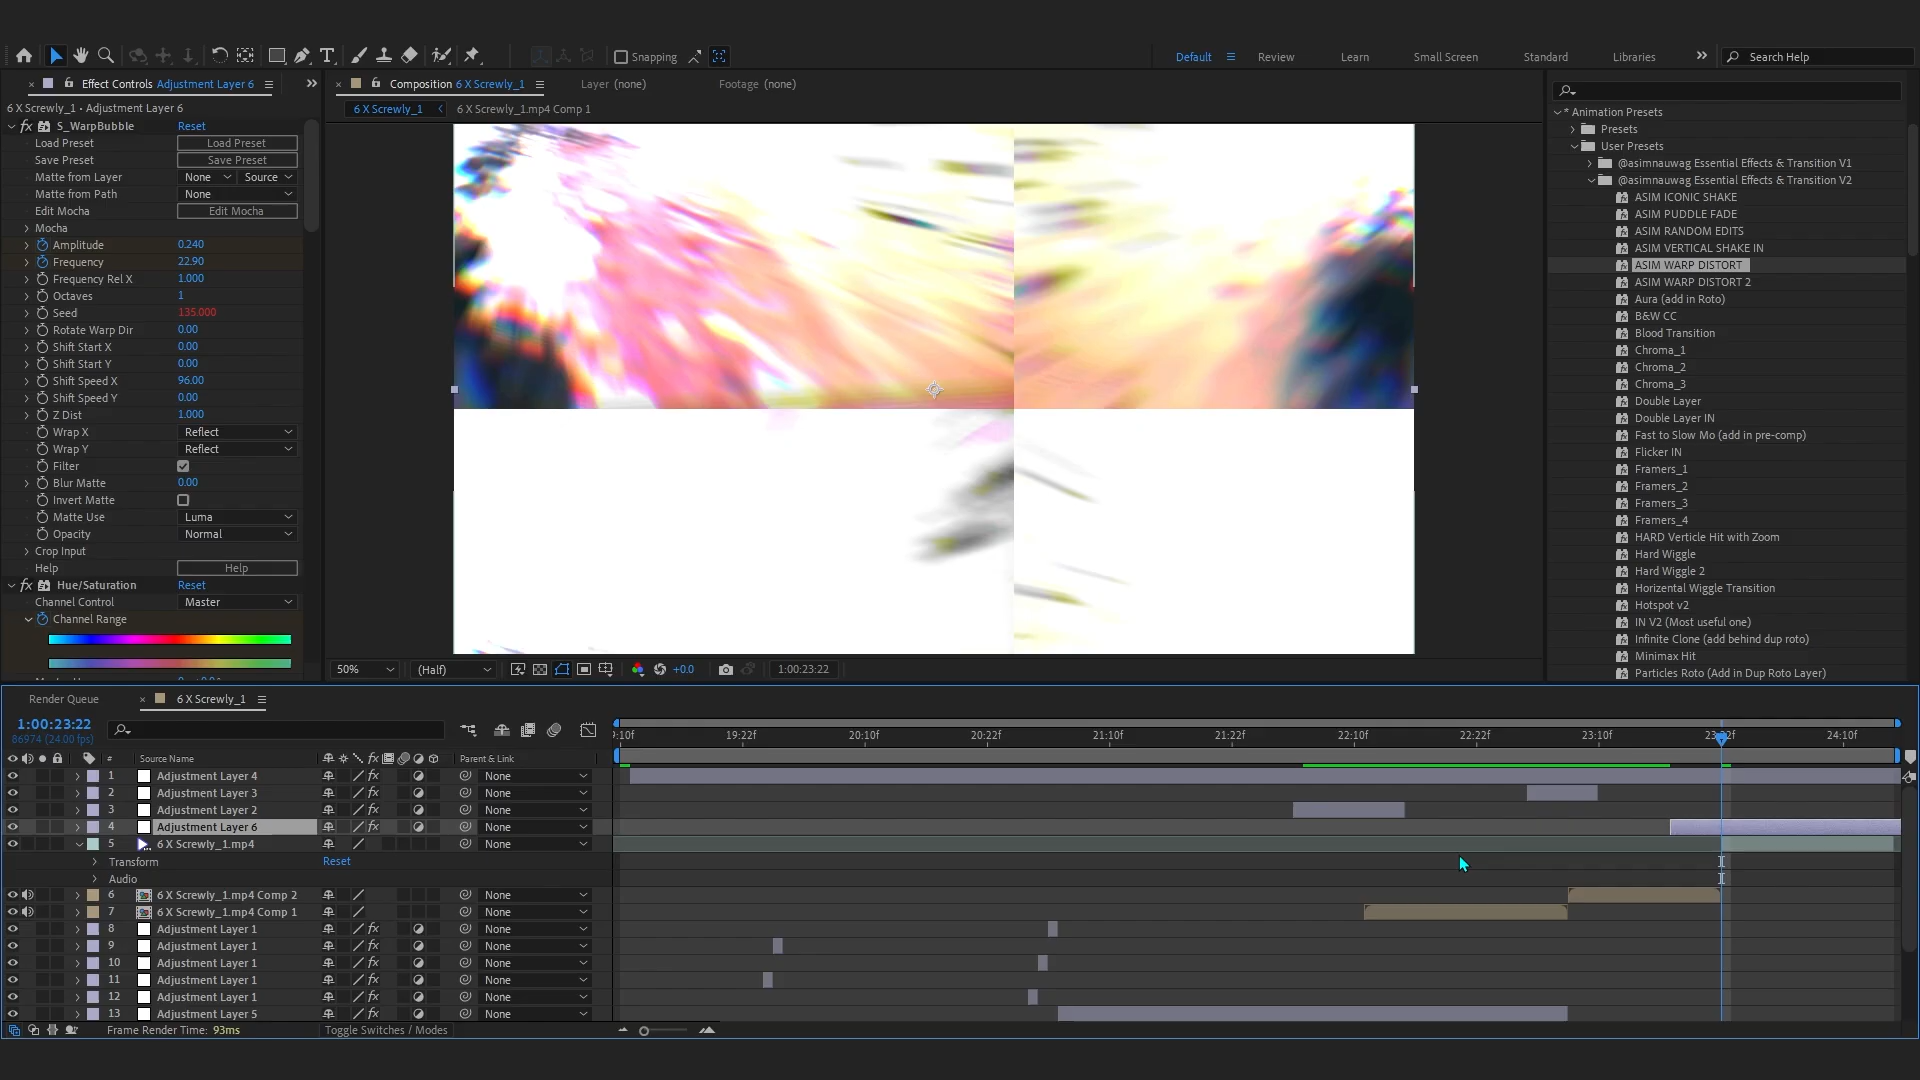 Snapping
Default
Review
Learn
Small Screen
Standard
Libraries
Search Help
Effect Controls Adjustment Layer 6
Composition 6 X Screwly_1
Layer (none)
Footage (none)
6 X Screwly_1 • Adjustment Layer 6
6 X Screwly_1
6 X Screwly_1.mp4 Comp 1
fx S_WarpBubble Reset
Load Preset Load Preset
Save Preset Save Preset
Matte from Layer None Source
Matte from Path None
Edit Mocha Edit Mocha
Mocha
Amplitude 0.240
Frequency 22.90
Frequency Rel X 1.000
Octaves 1
Seed 135.000
Rotate Warp Dir 0.00
Shift Start X 0.00
Shift Start Y 0.00
Shift Speed X 96.00
Shift Speed Y 0.00
Z Dist 1.000
Wrap X Reflect
Wrap Y Reflect
Filter
Blur Matte 0.00
Invert Matte
Matte Use Luma
Opacity Normal
Crop Input
Help Help
fx Hue/Saturation Reset
Channel Control Master
Channel Range
50%
(Half)
+0.0
1:00:23:22
* Animation Presets
Presets
User Presets
@asimnauwag Essential Effects & Transition V1
@asimnauwag Essential Effects & Transition V2
ASIM ICONIC SHAKE
ASIM PUDDLE FADE
ASIM RANDOM EDITS
ASIM VERTICAL SHAKE IN
ASIM WARP DISTORT
ASIM WARP DISTORT 2
Aura (add in Roto)
B&W CC
Blood Transition
Chroma_1
Chroma_2
Chroma_3
Double Layer
Double Layer IN
Fast to Slow Mo (add in pre-comp)
Flicker IN
Framers_1
Framers_2
Framers_3
Framers_4
HARD Verticle Hit with Zoom
Hard Wiggle
Hard Wiggle 2
Horizental Wiggle Transition
Hotspot v2
IN V2 (Most useful one)
Infinite Clone (add behind dup roto)
Minimax Hit
Particles Roto (Add in Dup Roto Layer)
Render Queue
6 X Screwly_1
1:00:23:22
86974 (24.00 fps)
9:10f 19:22f 20:10f 20:22f 21:10f 21:22f 22:10f 22:22f 23:10f 24:10f
# Source Name fx Parent & Link
1 Adjustment Layer 4 fx None
2 Adjustment Layer 3 fx None
3 Adjustment Layer 2 fx None
4 Adjustment Layer 6 fx None
5 6 X Screwly_1.mp4 None
Transform Reset
Audio
6 6 X Screwly_1.mp4 Comp 2 None
7 6 X Screwly_1.mp4 Comp 1 None
8 Adjustment Layer 1 fx None
9 Adjustment Layer 1 fx None
10 Adjustment Layer 1 fx None
11 Adjustment Layer 1 fx None
12 Adjustment Layer 1 fx None
13 Adjustment Layer 5 fx None
Frame Render Time: 93ms
Toggle Switches / Modes